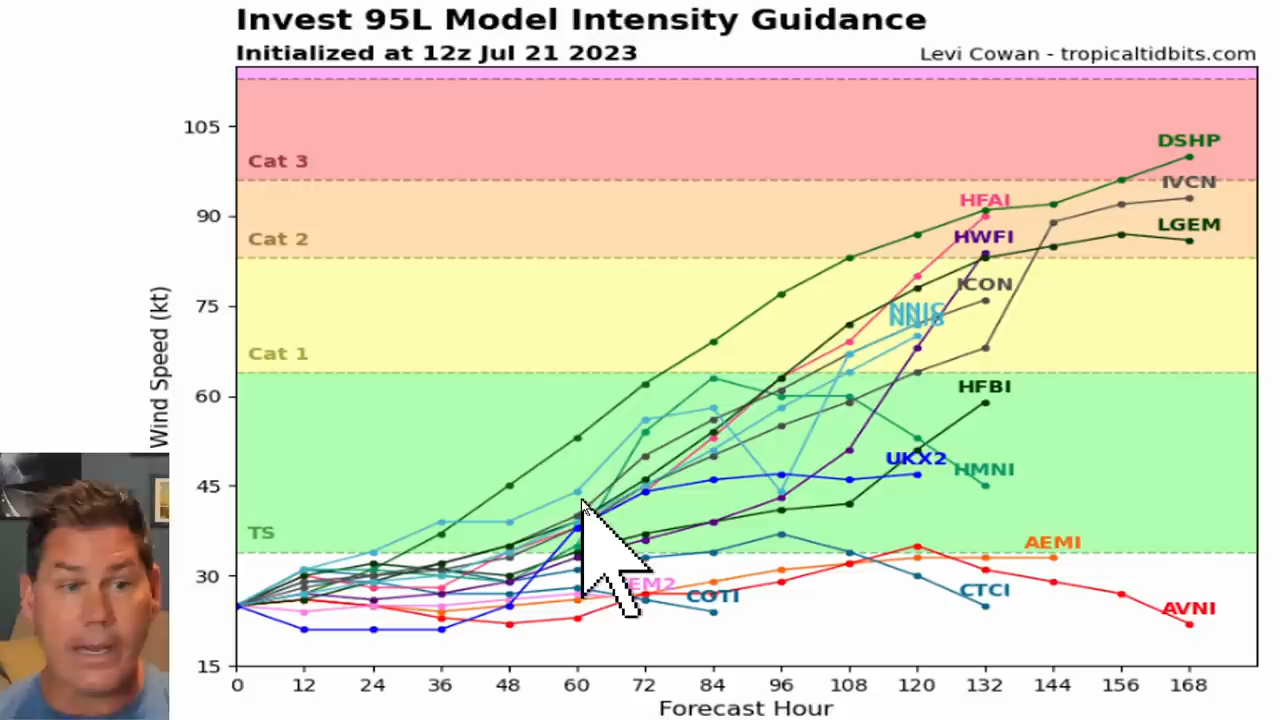 Invest 95L Model Intensity Guidance
Initialized at 12z Jul 21 2023
Levi Cowan - tropicaltidbits.com
105
90
75
60
45
30
15
Wind Speed (kt)
Cat 3
Cat 2
Cat 1
TS
DSHP
IVCN
HFAI
LGEM
HWFI
ICON
NNIC
NNIB
HFBI
UKX2
HMNI
AEMI
EM2
COTI
CTCI
AVNI
0 12 24 36 48 60 72 84 96 108 120 132 144 156 168
Forecast Hour